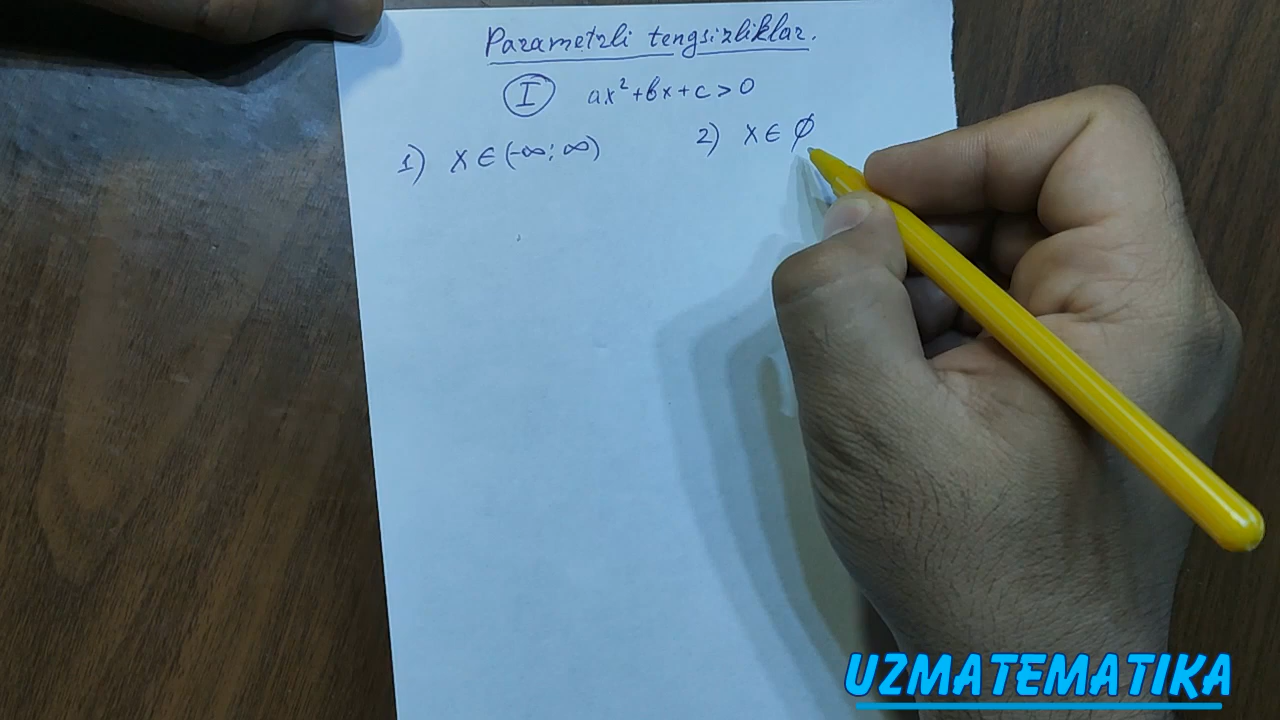 Parametrli tengsizliklar.
I ax²+bx+c>0
1) x∈(-∞; ∞) 2) x∈∅
UZMATEMATIKA